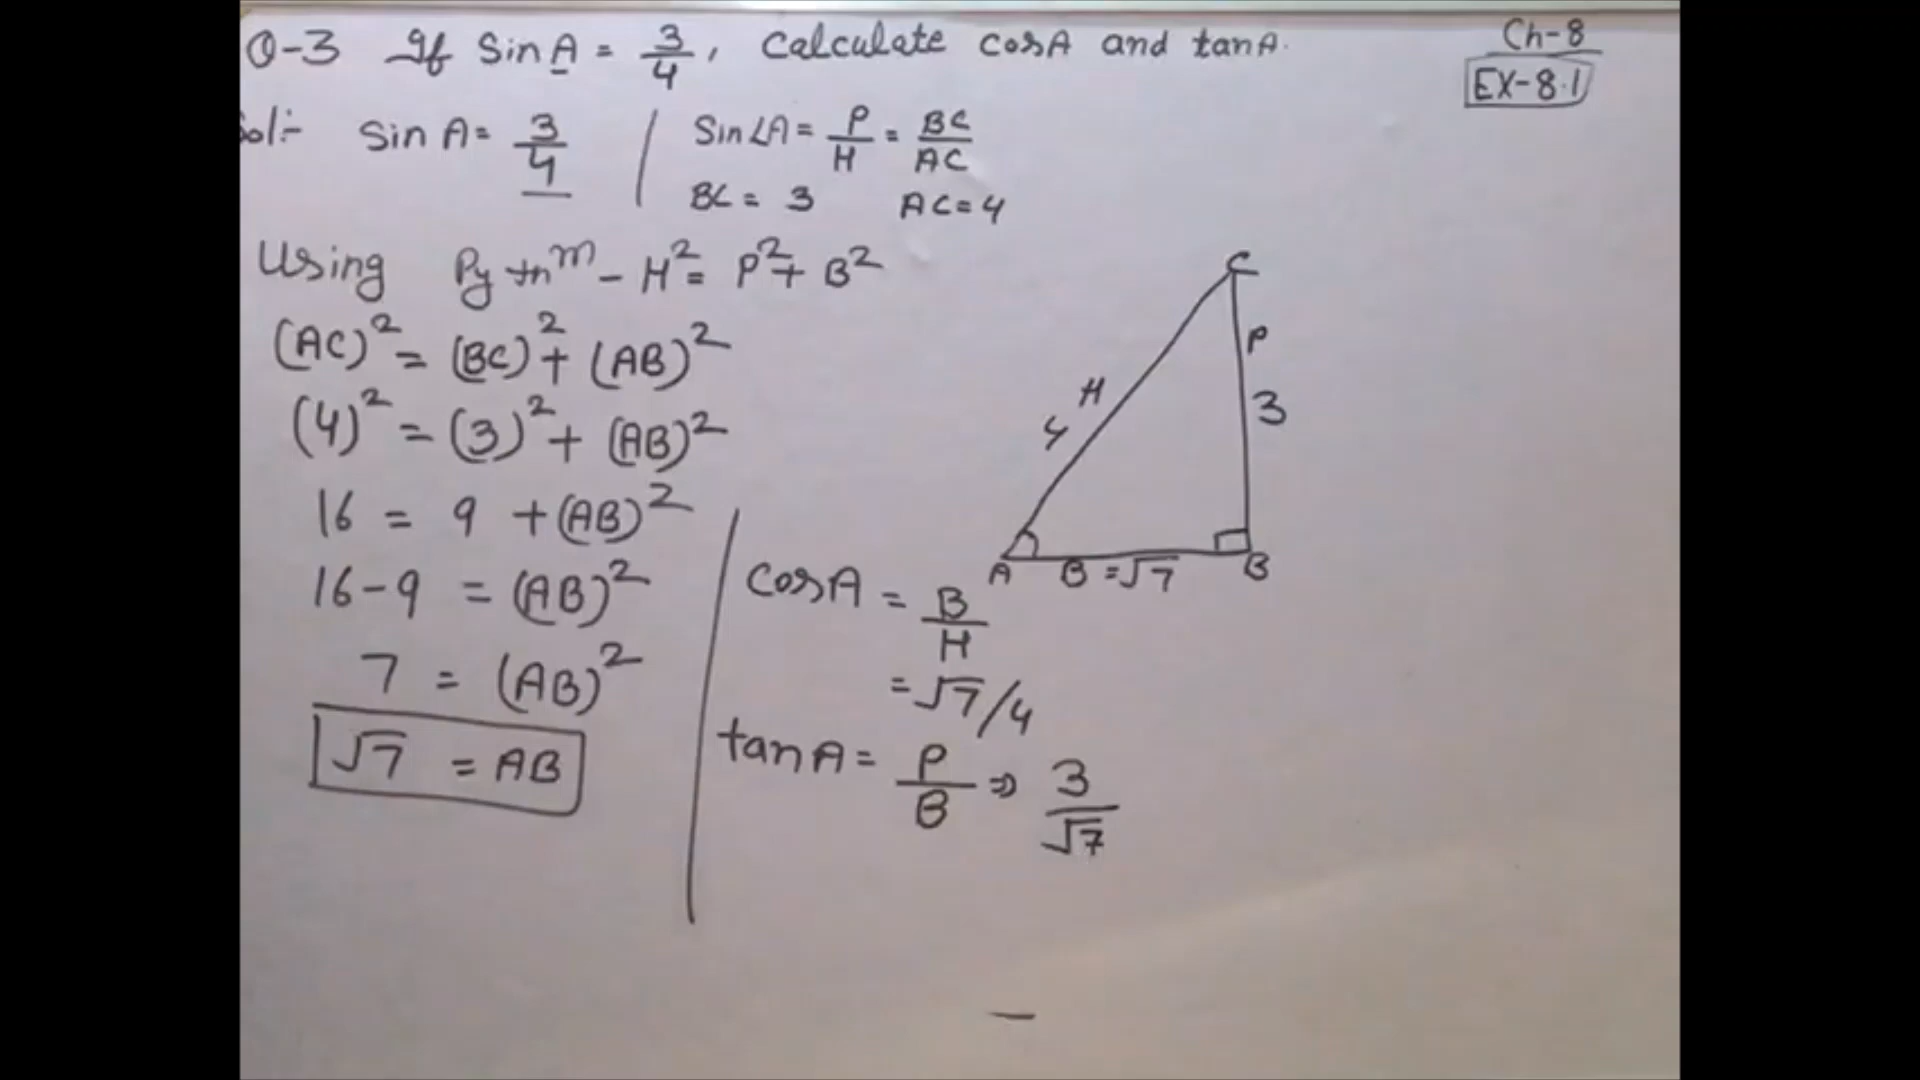 Q-3 If Sin A = 3/4, Calculate cosA and tanA.
Ch-8
EX-8.1
Sol:- Sin A = 3/4
Sin∠A = P/H = BC/AC
BC = 3 AC = 4
Using Py thm - H² = P² + B²
(AC)² = (BC)² + (AB)²
(4)² = (3)² + (AB)²
16 = 9 + (AB)²
16-9 = (AB)²
7 = (AB)²
√7 = AB
C
P
H
3
4
A B = √7 B
cosA = B/H
= √7/4
tanA = P/B ⇒ 3/√7